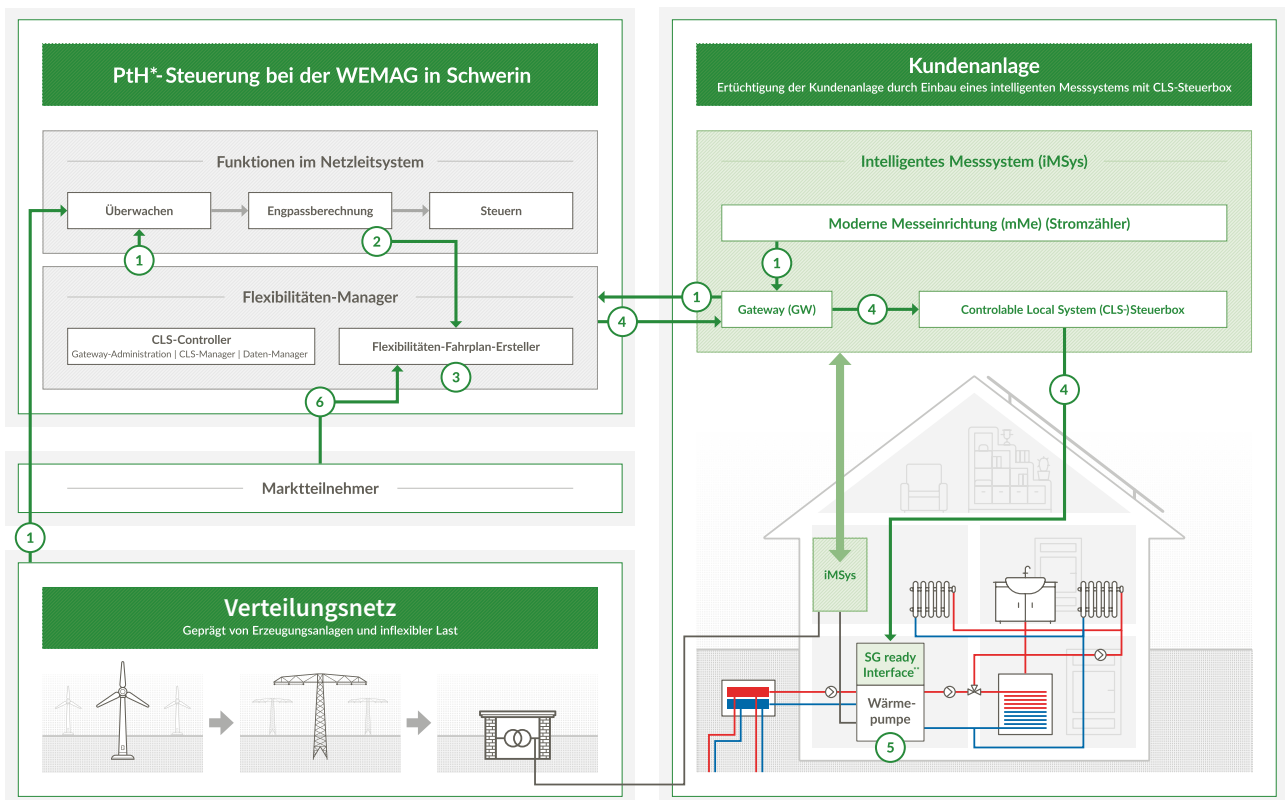 PtH*-Steuerung bei der WEMAG in Schwerin
Funktionen im Netzleitsystem
Überwachen
Engpassberechnung
Steuern
1
2
Flexibilitäten-Manager
CLS-Controller
Gateway-Administration | CLS-Manager | Daten-Manager
Flexibilitäten-Fahrplan-Ersteller
3
6
Marktteilnehmer
1
Verteilungsnetz
Geprägt von Erzeugungsanlagen und inflexibler Last
Kundenanlage
Ertüchtigung der Kundenanlage durch Einbau eines intelligenten Messsystems mit CLS-Steuerbox
Intelligentes Messsystem (iMSys)
Moderne Messeinrichtung (mMe) (Stromzähler)
1
1
4
Gateway (GW)
4
Controlable Local System (CLS-)Steuerbox
4
iMSys
SG ready
Interface**
Wärme-
pumpe
5